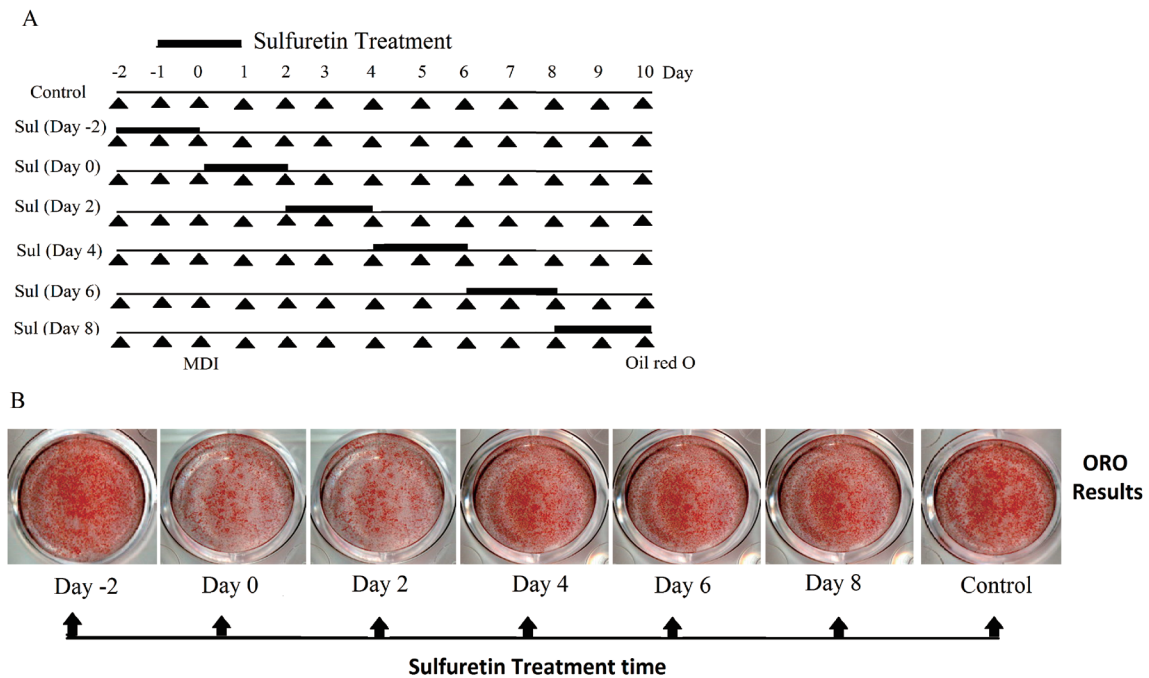 A
Sulfuretin Treatment
-2 -1 0 1 2 3 4 5 6 7 8 9 10 Day
Control
Sul (Day -2)
Sul (Day 0)
Sul (Day 2)
Sul (Day 4)
Sul (Day 6)
Sul (Day 8)
MDI Oil red O
B
ORO
Results
Day -2 Day 0 Day 2 Day 4 Day 6 Day 8 Control
Sulfuretin Treatment time